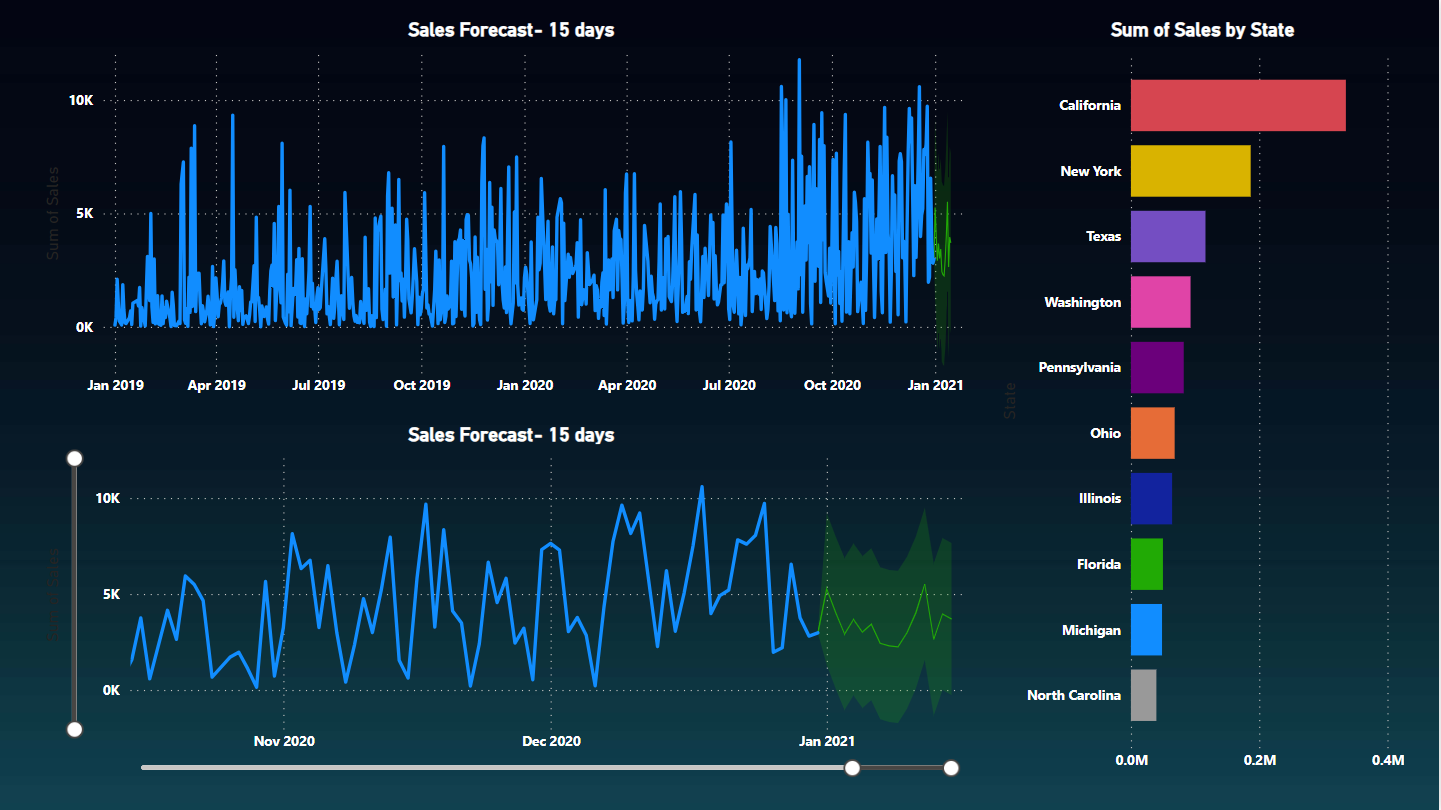 Sales Forecast- 15 days
Sum of Sales
10K
5K
0K
Jan 2019 Apr 2019 Jul 2019 Oct 2019 Jan 2020 Apr 2020 Jul 2020 Oct 2020 Jan 2021
Sales Forecast- 15 days
Sum of Sales
10K
5K
0K
Nov 2020 Dec 2020 Jan 2021
Sum of Sales by State
State
California
New York
Texas
Washington
Pennsylvania
Ohio
Illinois
Florida
Michigan
North Carolina
0.0M 0.2M 0.4M